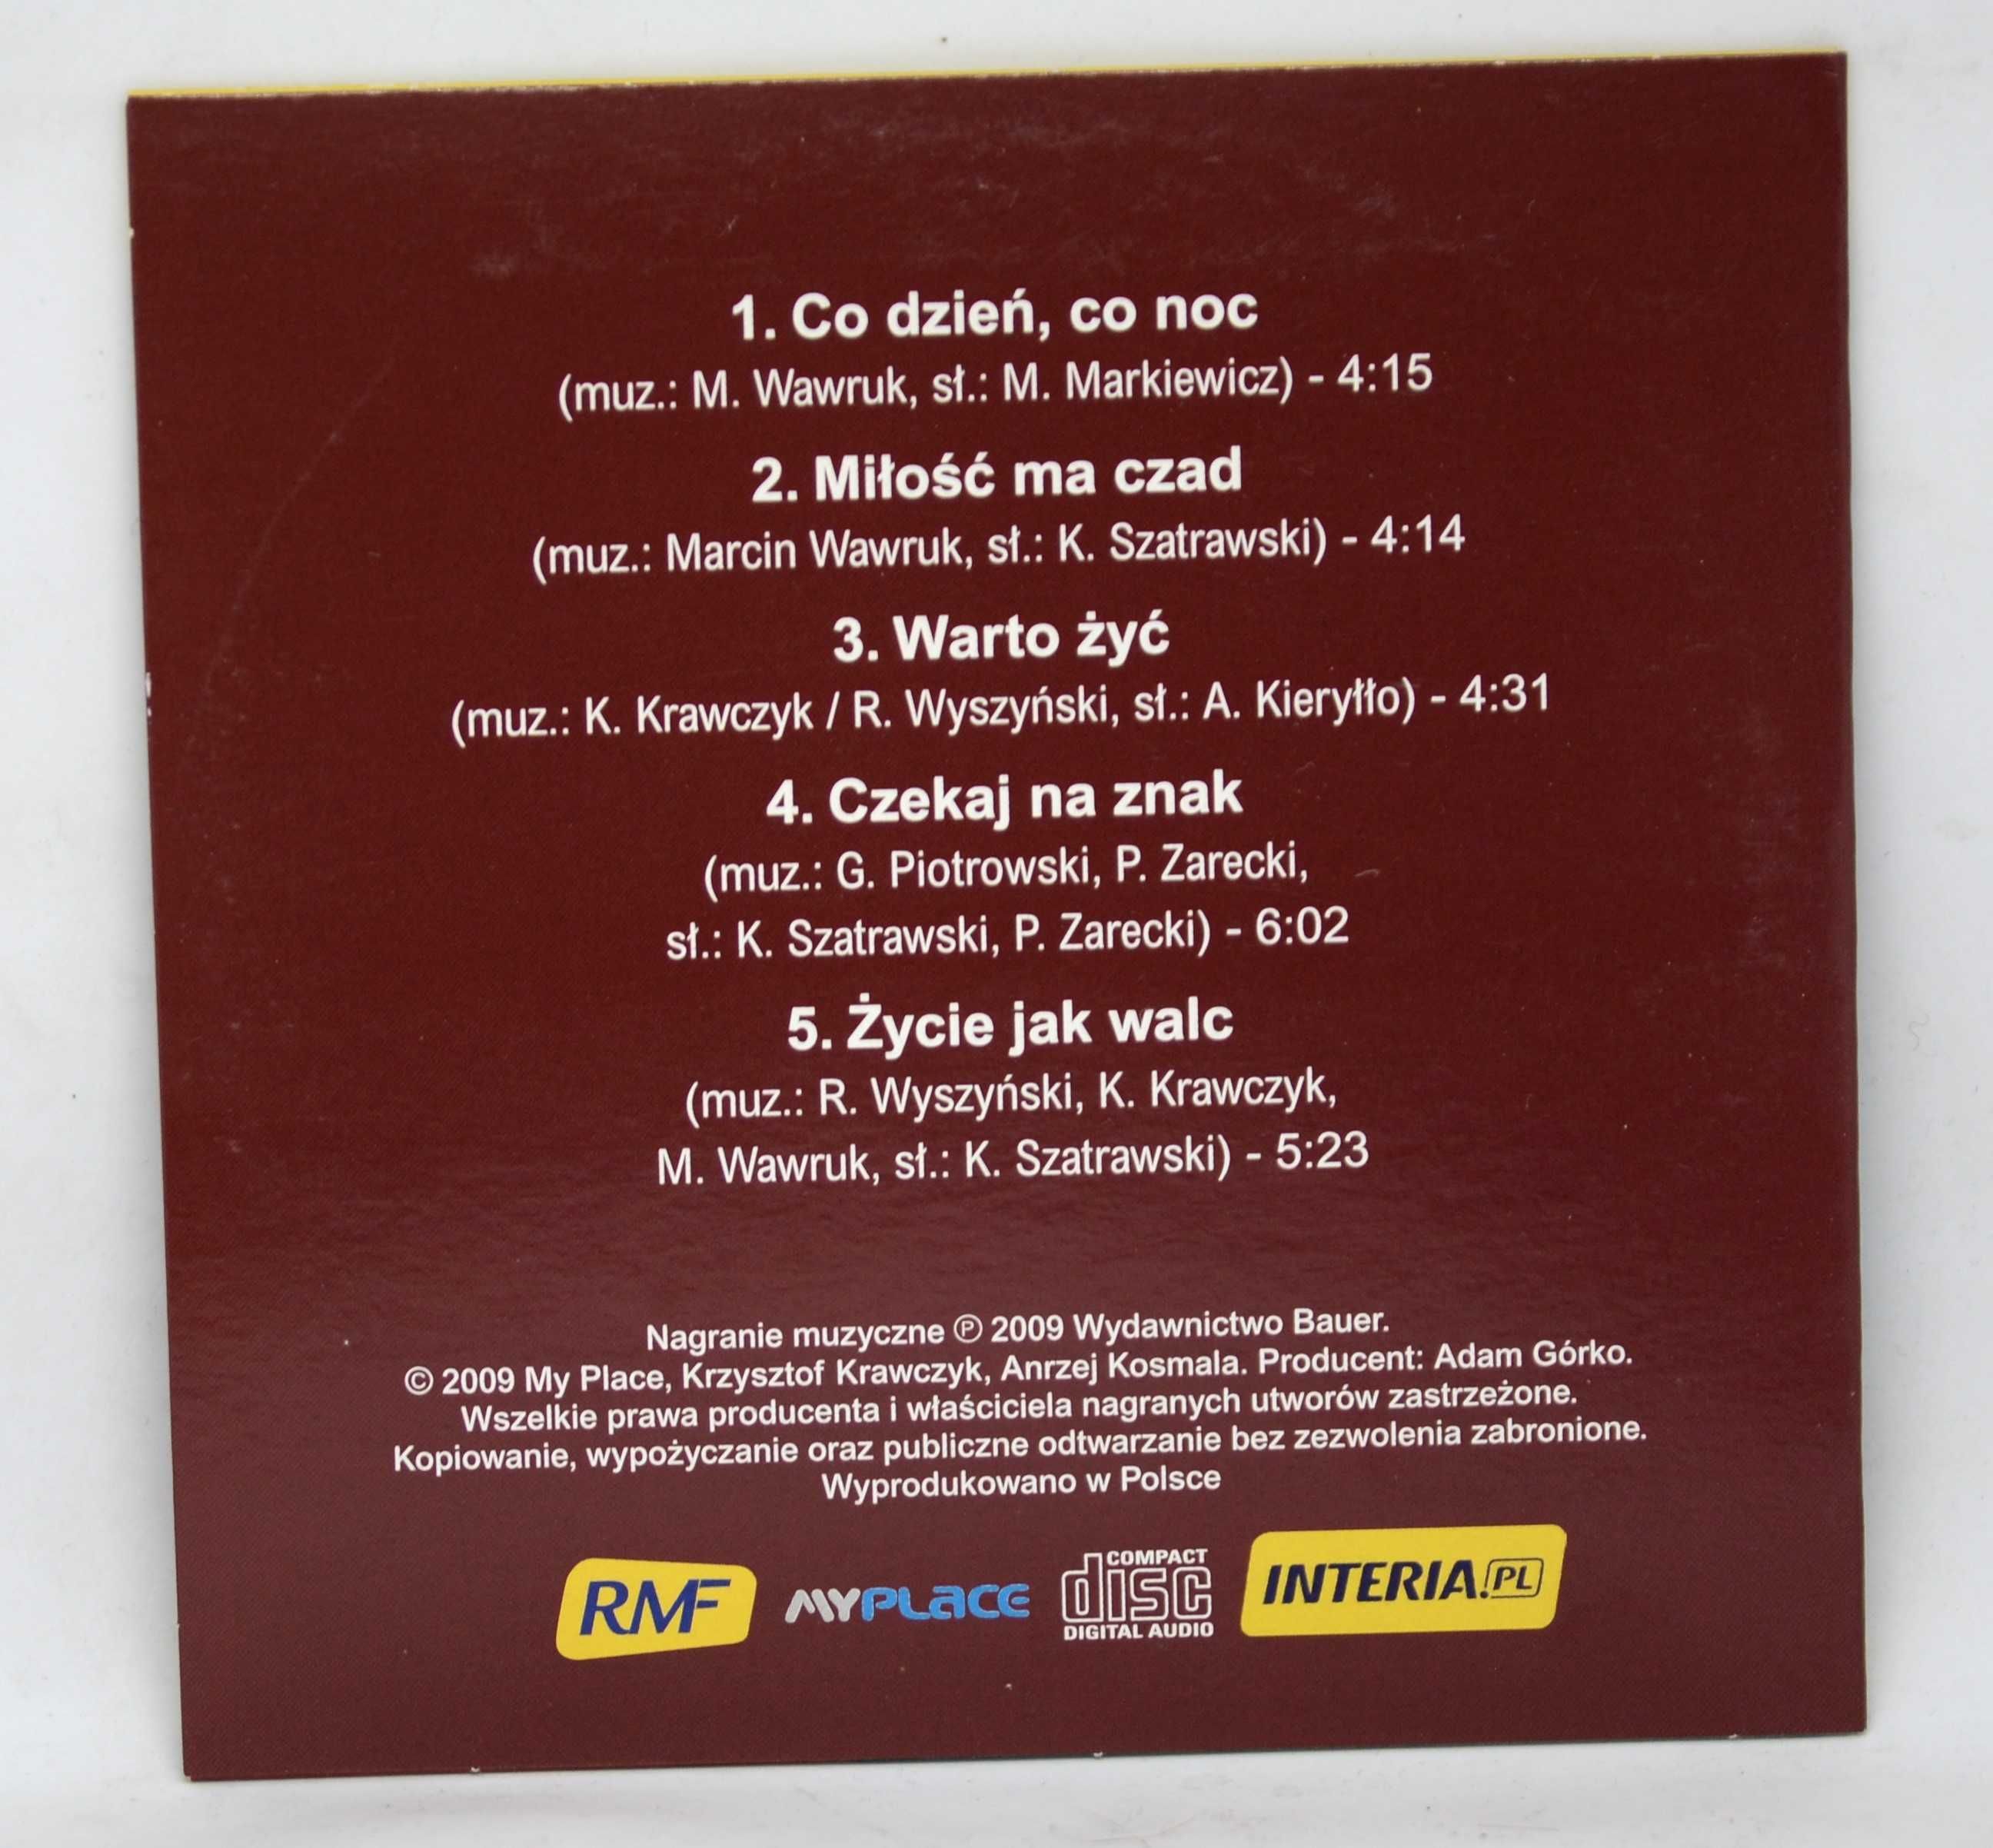 1. Co dzień, co noc
(muz.: M. Wawruk, sł.: M. Markiewicz) - 4:15
2. Miłość ma czad
(muz.: Marcin Wawruk, sł.: K. Szatrawski) - 4:14
3. Warto żyć
(muz.: K. Krawczyk / R. Wyszyński, sł.: A. Kieryłło) - 4:31
4. Czekaj na znak
(muz.: G. Piotrowski, P. Zarecki,
sł.: K. Szatrawski, P. Zarecki) - 6:02
5. Życie jak walc
(muz.: R. Wyszyński, K. Krawczyk,
M. Wawruk, sł.: K. Szatrawski) - 5:23
Nagranie muzyczne ℗ 2009 Wydawnictwo Bauer.
© 2009 My Place, Krzysztof Krawczyk, Anrzej Kosmala. Producent: Adam Górko.
Wszelkie prawa producenta i właściciela nagranych utworów zastrzeżone.
Kopiowanie, wypożyczanie oraz publiczne odtwarzanie bez zezwolenia zabronione.
Wyprodukowano w Polsce
RMF
MYPLACE
COMPACT
disc
DIGITAL AUDIO
INTERIA.PL